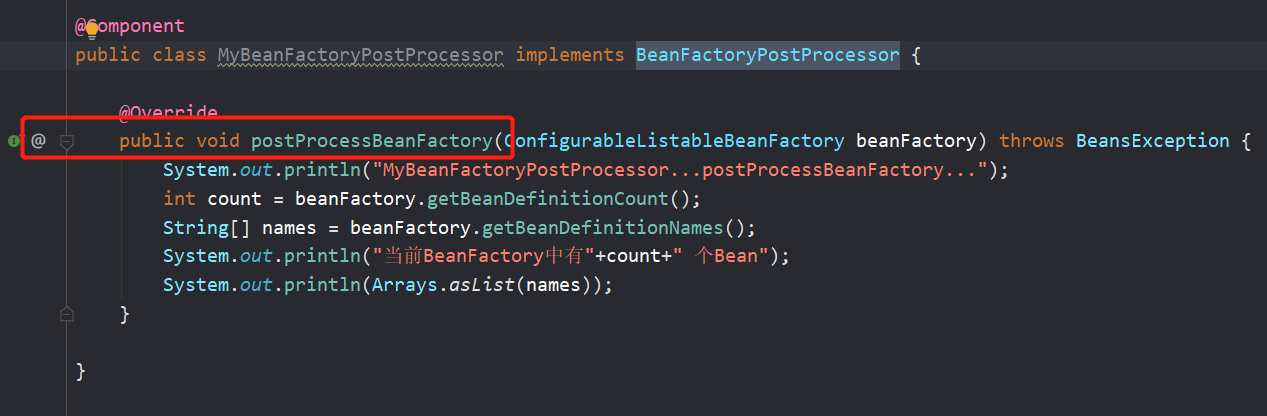 @Component
public class MyBeanFactoryPostProcessor implements BeanFactoryPostProcessor {
@Override
@ public void postProcessBeanFactory(ConfigurableListableBeanFactory beanFactory) throws BeansException {
System.out.println("MyBeanFactoryPostProcessor...postProcessBeanFactory...");
int count = beanFactory.getBeanDefinitionCount();
String[] names = beanFactory.getBeanDefinitionNames();
System.out.println("当前BeanFactory中有"+count+" 个Bean");
System.out.println(Arrays.asList(names));
}
}